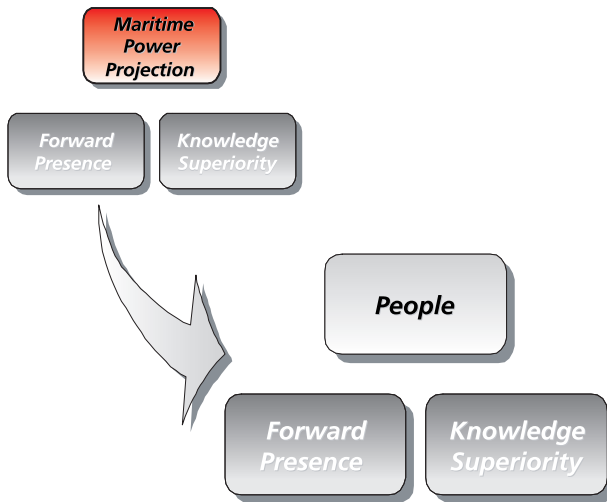 Maritime
Power
Projection
Forward
Presence
Knowledge
Superiority
People
Forward
Presence
Knowledge
Superiority